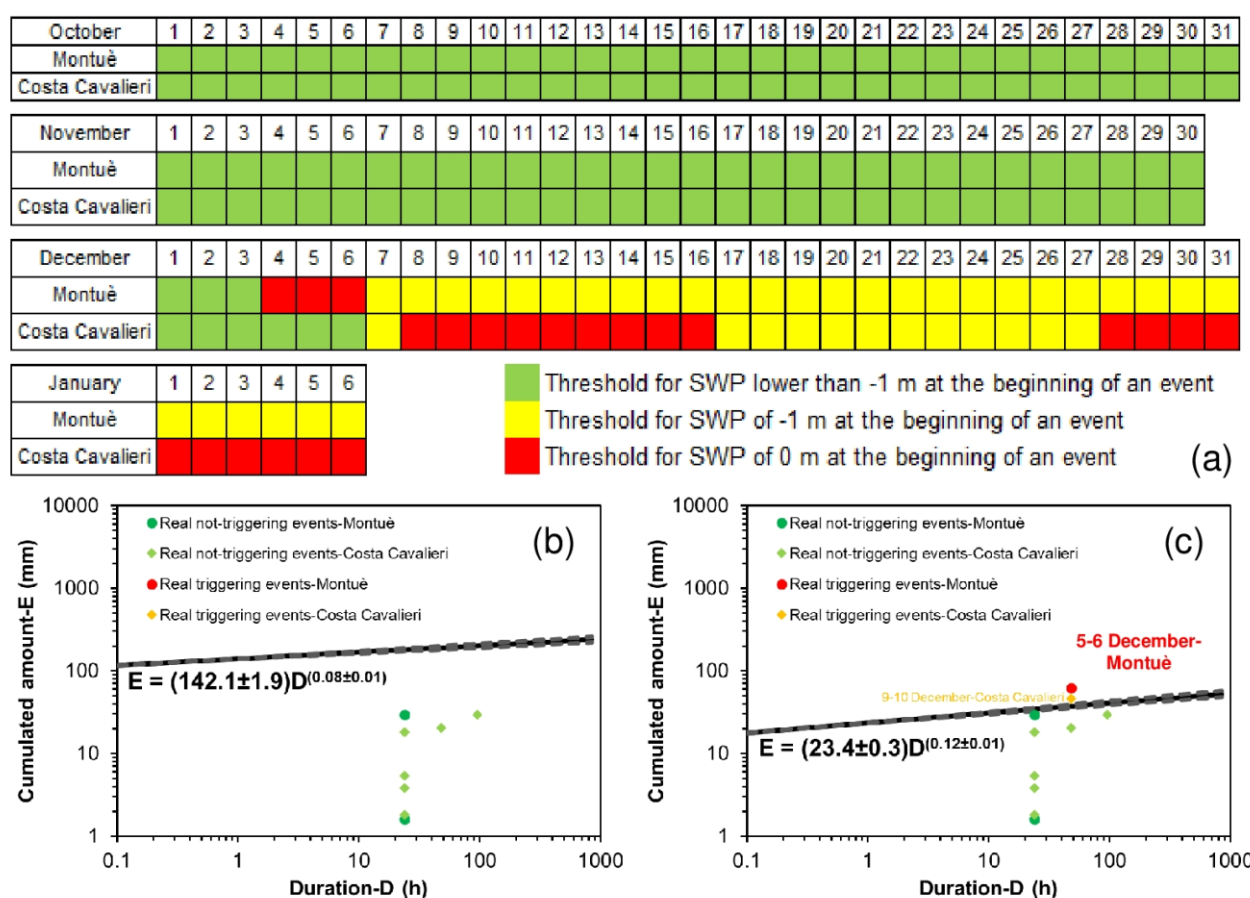 October 1 2 3 4 5 6 7 8 9 10 11 12 13 14 15 16 17 18 19 20 21 22 23 24 25 26 27 28 29 30 31
Montuè
Costa Cavalieri
November 1 2 3 4 5 6 7 8 9 10 11 12 13 14 15 16 17 18 19 20 21 22 23 24 25 26 27 28 29 30
Montuè
Costa Cavalieri
December 1 2 3 4 5 6 7 8 9 10 11 12 13 14 15 16 17 18 19 20 21 22 23 24 25 26 27 28 29 30 31
Montuè
Costa Cavalieri
January 1 2 3 4 5 6
Montuè
Costa Cavalieri
Threshold for SWP lower than -1 m at the beginning of an event
Threshold for SWP of -1 m at the beginning of an event
Threshold for SWP of 0 m at the beginning of an event
(a)
10000
1000
100
10
1
Cumulated amount-E (mm)
Real not-triggering events-Montuè
Real not-triggering events-Costa Cavalieri
Real triggering events-Montuè
Real triggering events-Costa Cavalieri
(b)
E = (142.1±1.9)D(0.08±0.01)
0.1 1 10 100 1000
Duration-D (h)
10000
1000
100
10
1
Cumulated amount-E (mm)
Real not-triggering events-Montuè
Real not-triggering events-Costa Cavalieri
Real triggering events-Montuè
Real triggering events-Costa Cavalieri
(c)
5-6 December-
Montuè
9-10 December-Costa Cavalieri
E = (23.4±0.3)D(0.12±0.01)
0.1 1 10 100 1000
Duration-D (h)